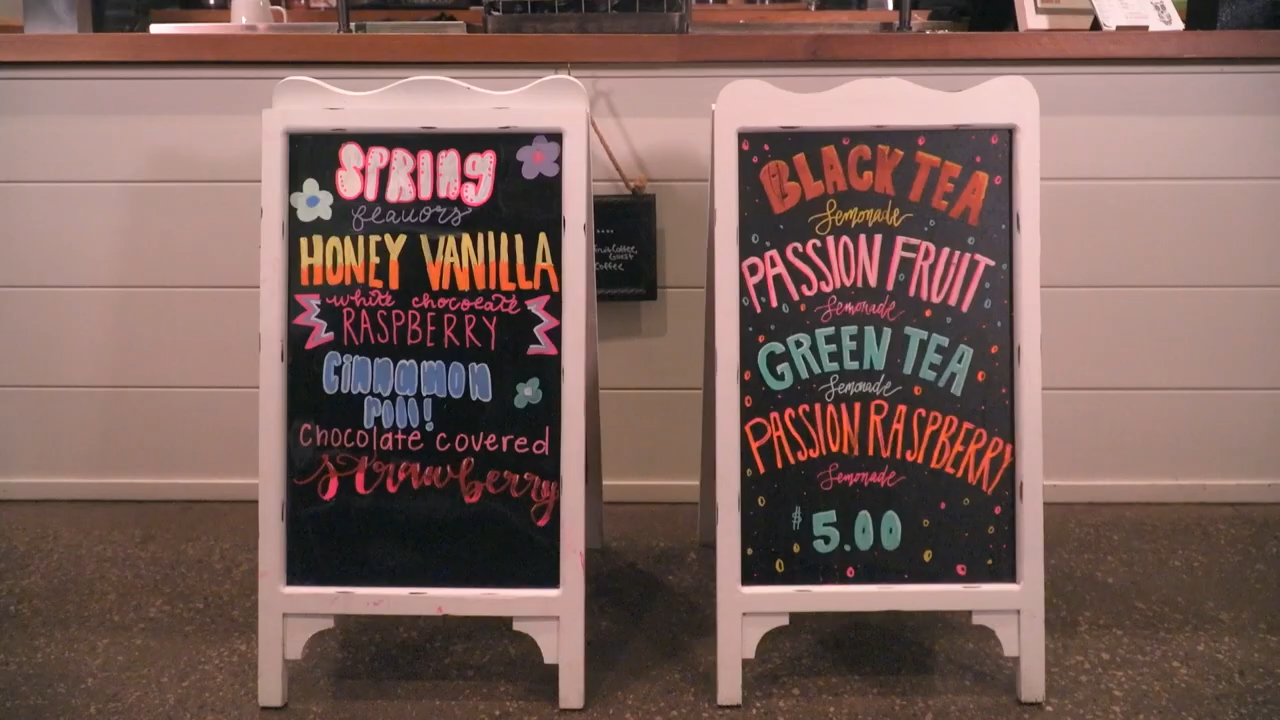 SPRING
flavors
HONEY VANILLA
white chocolate
RASPBERRY
Cinnamon
roll!
Chocolate covered
strawberry
Coffee
BLACK TEA
Lemonade
PASSION FRUIT
Lemonade
GREEN TEA
Lemonade
PASSION RASPBERRY
Lemonade
$5.00